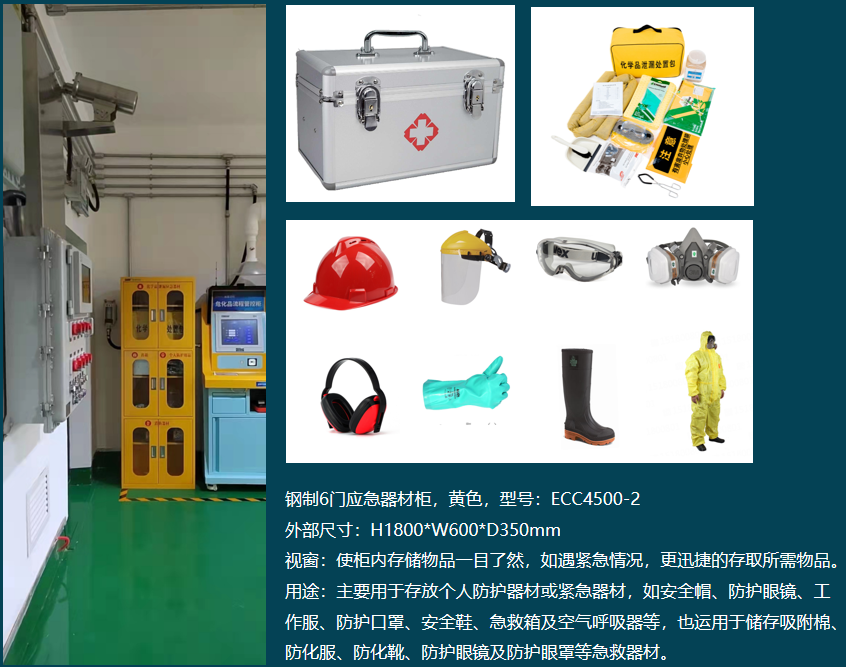 化学品泄漏处置包
注意
化学
处置包
钢制6门应急器材柜，黄色，型号：ECC4500-2
外部尺寸：H1800*W600*D350mm
视窗：使柜内存储物品一目了然，如遇紧急情况，更迅捷的存取所需物品。
用途：主要用于存放个人防护器材或紧急器材，如安全帽、防护眼镜、工
作服、防护口罩、安全鞋、急救箱及空气呼吸器等，也运用于储存吸附棉、
防化服、防化靴、防护眼镜及防护眼罩等急救器材。